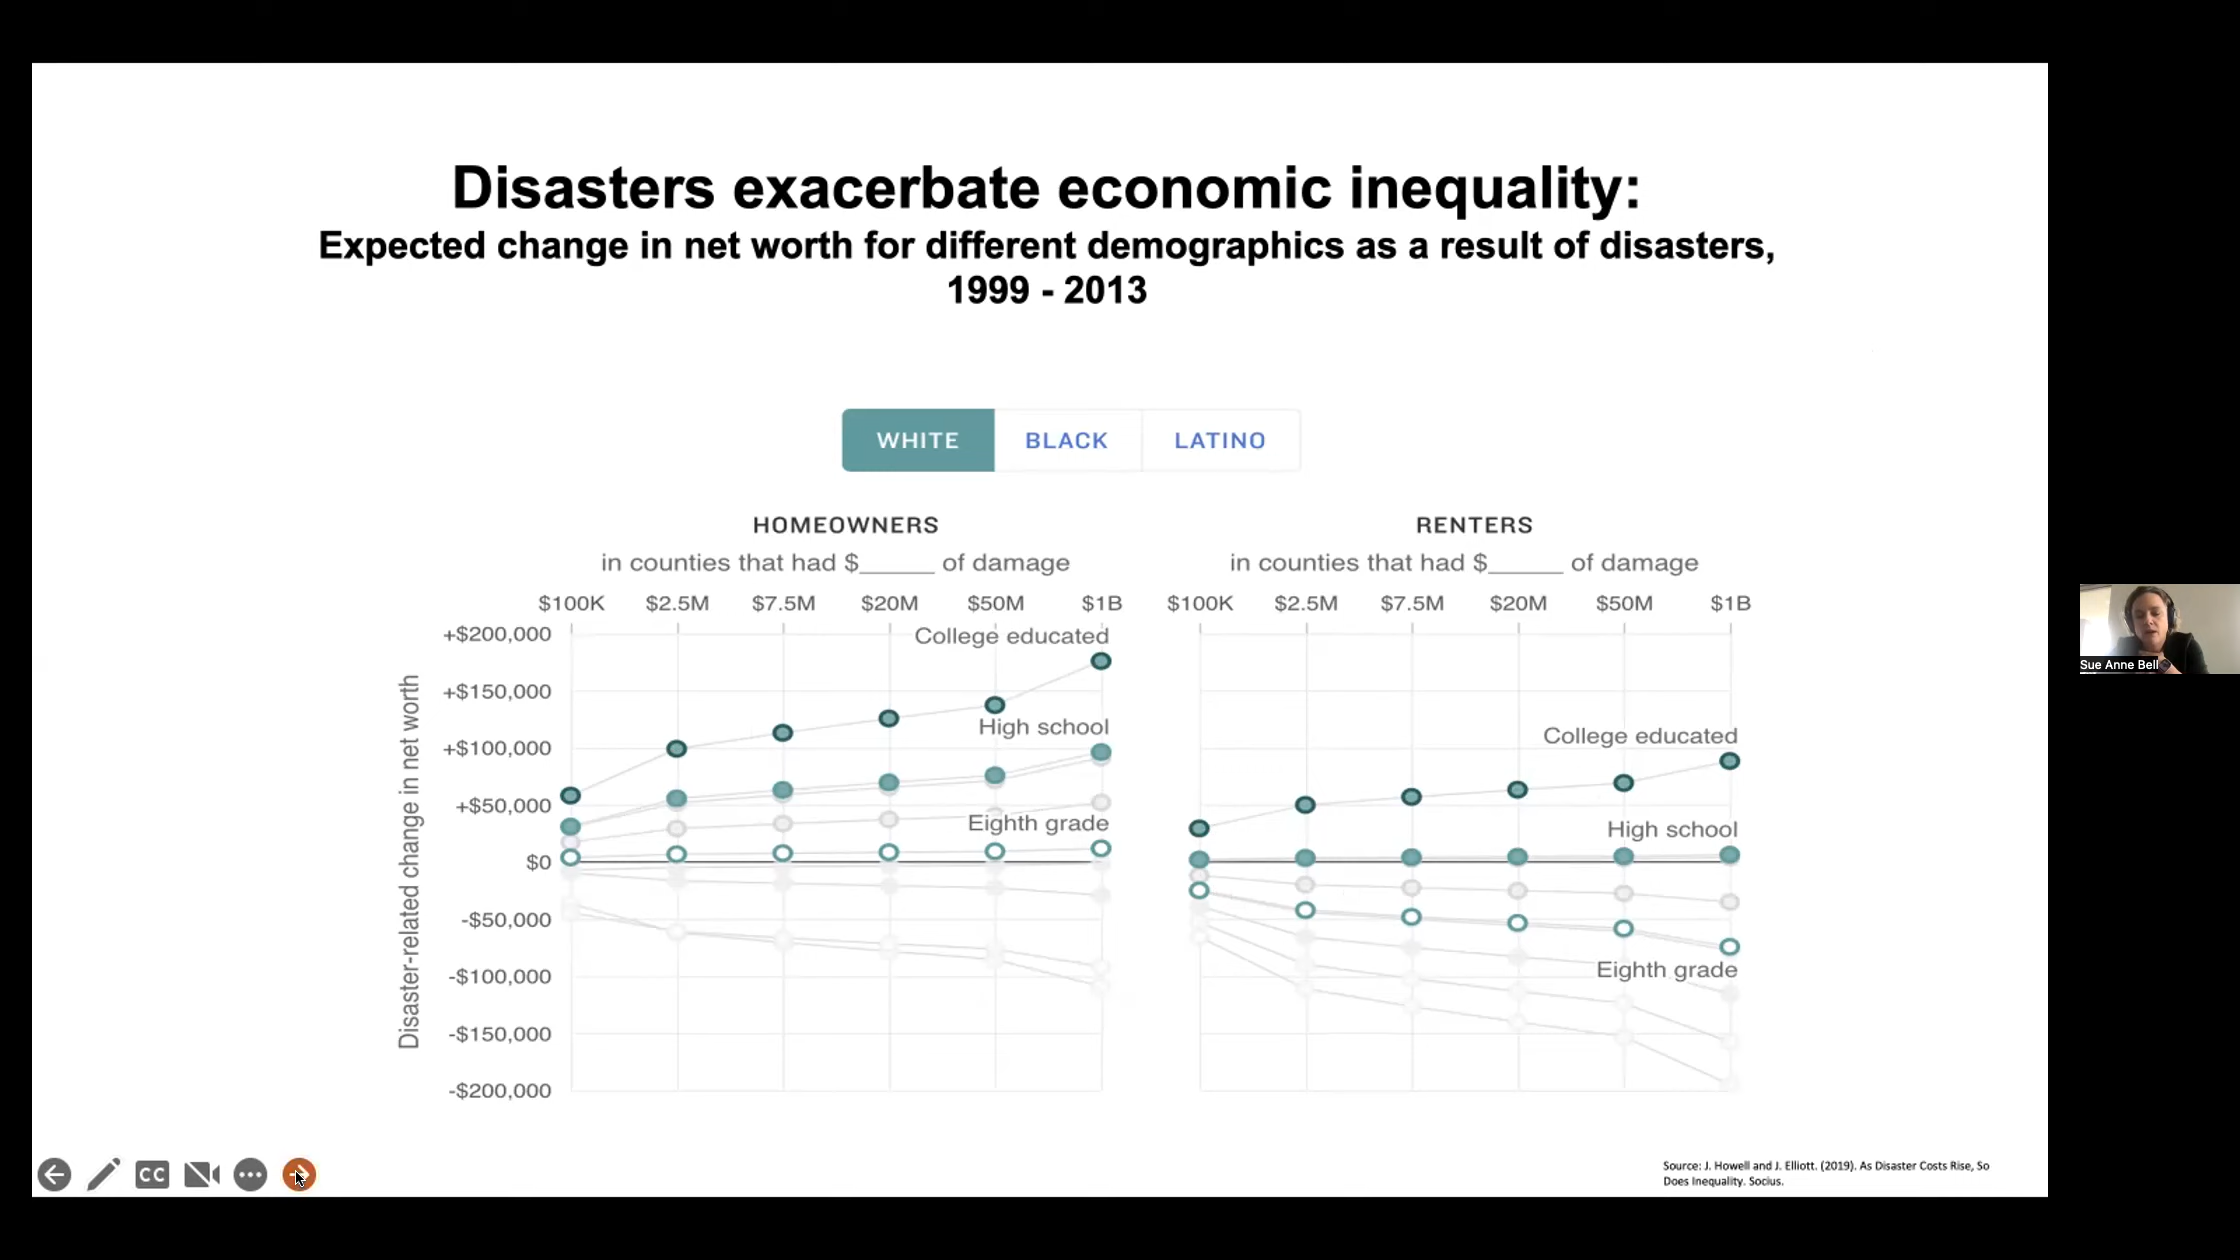 Disasters exacerbate economic inequality:
Expected change in net worth for different demographics as a result of disasters,
1999 - 2013
WHITE BLACK LATINO
HOMEOWNERS
in counties that had $______ of damage
$100K $2.5M $7.5M $20M $50M $1B
RENTERS
in counties that had $______ of damage
$100K $2.5M $7.5M $20M $50M $1B
Disaster-related change in net worth
+$200,000
+$150,000
+$100,000
+$50,000
$0
-$50,000
-$100,000
-$150,000
-$200,000
College educated
High school
Eighth grade
College educated
High school
Eighth grade
Sue Anne Bell
CC
Source: J. Howell and J. Elliott. (2019). As Disaster Costs Rise, So
Does Inequality. Socius.